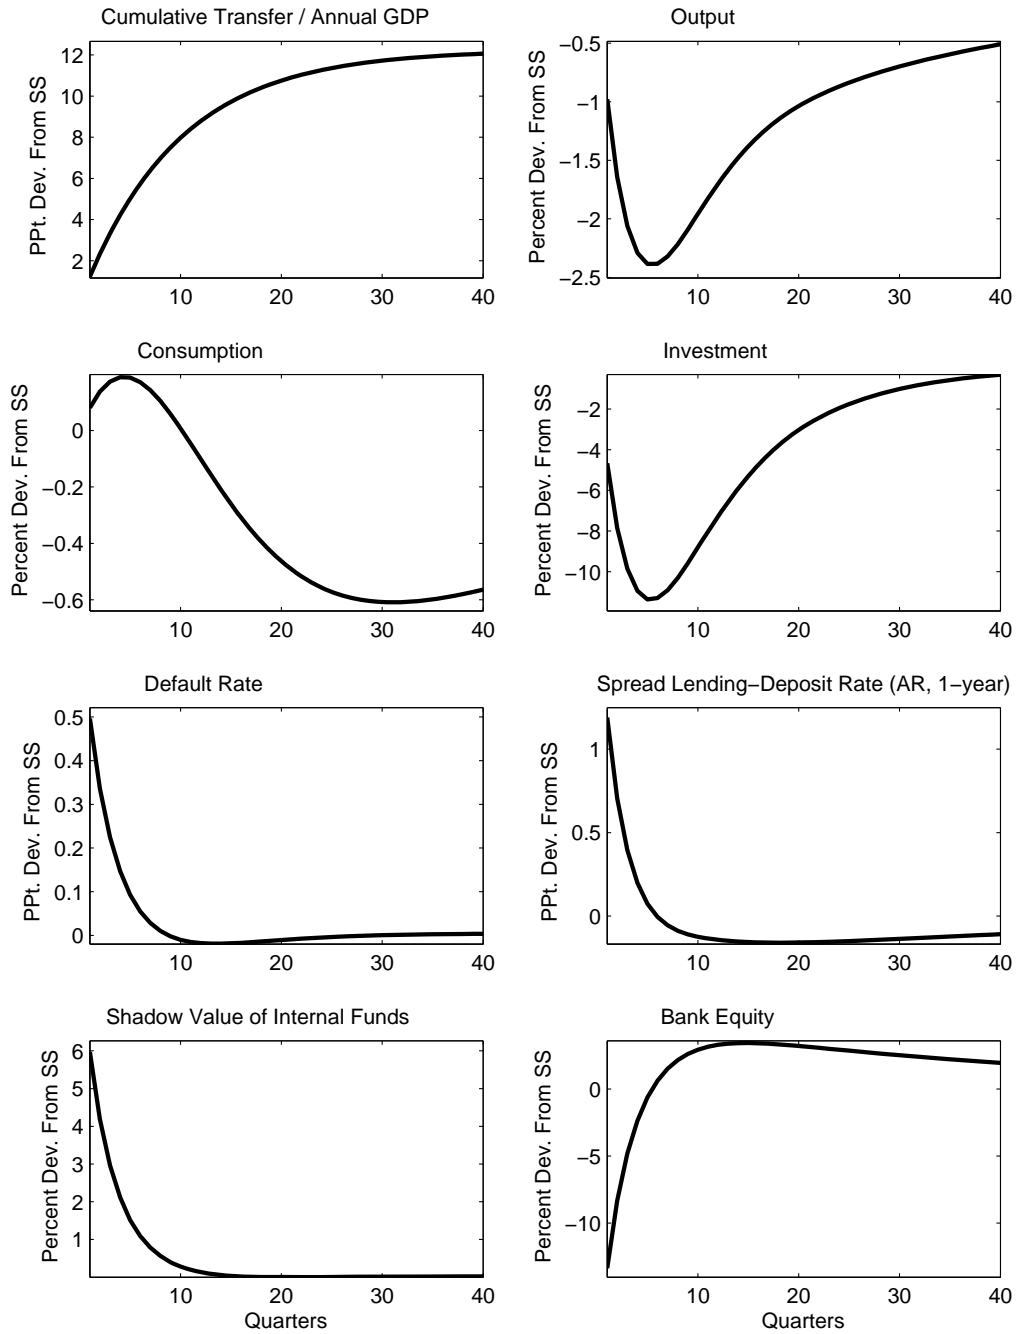 Cumulative Transfer / Annual GDP
PPt. Dev. From SS
12
10
8
6
4
2
10 20 30 40
Output
Percent Dev. From SS
−0.5
−1
−1.5
−2
−2.5
10 20 30 40
Consumption
Percent Dev. From SS
0
−0.2
−0.4
−0.6
10 20 30 40
Investment
Percent Dev. From SS
−2
−4
−6
−8
−10
10 20 30 40
Default Rate
PPt. Dev. From SS
0.5
0.4
0.3
0.2
0.1
0
10 20 30 40
Spread Lending−Deposit Rate (AR, 1−year)
PPt. Dev. From SS
1
0.5
0
10 20 30 40
Shadow Value of Internal Funds
Percent Dev. From SS
6
5
4
3
2
1
10 20 30 40
Quarters
Bank Equity
Percent Dev. From SS
0
−5
−10
10 20 30 40
Quarters